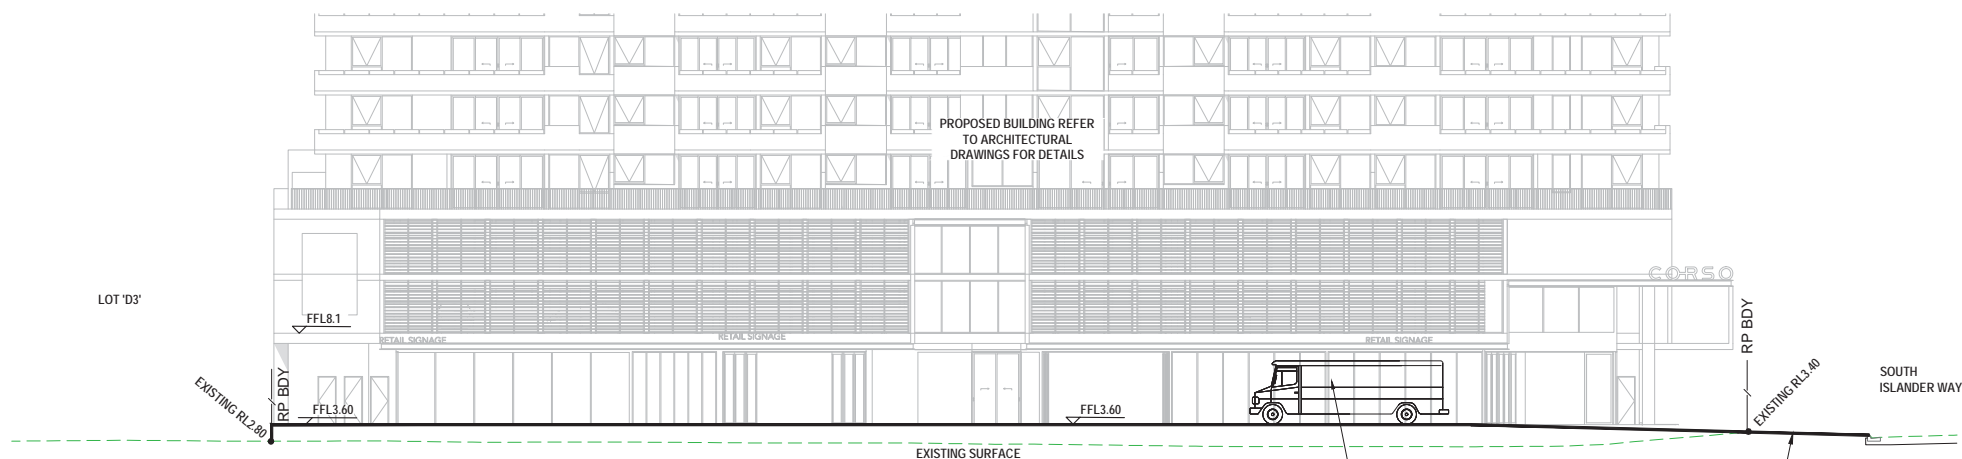 PROPOSED BUILDING REFER
TO ARCHITECTURAL
DRAWINGS FOR DETAILS
CORSO
LOT 'D3'
FFL8.1
RP BDY
RETAIL SIGNAGE
RETAIL SIGNAGE
RETAIL SIGNAGE
EXISTING RL2.80
RP BDY
FFL3.60
FFL3.60
EXISTING RL3.40
SOUTH
ISLANDER WAY
EXISTING SURFACE